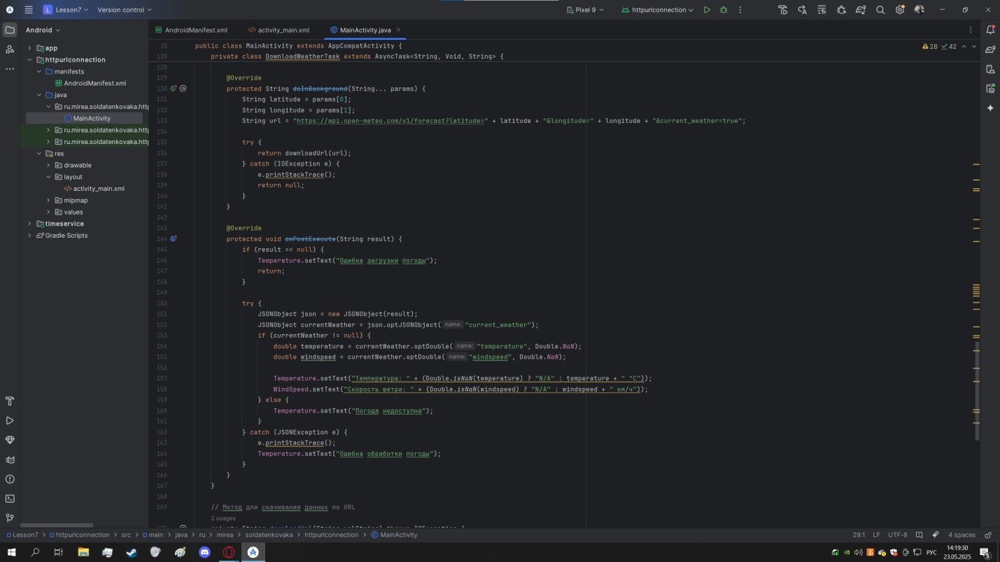 Lesson7
Version control
Pixel 9
httpurlconnection
Android
AndroidManifest.xml
activity_main.xml
MainActivity.java
app
httpurlconnection
manifests
AndroidManifest.xml
java
ru.mirea.soldatenkovaka.http
MainActivity
ru.mirea.soldatenkovaka.http
ru.mirea.soldatenkovaka.http
res
drawable
layout
activity_main.xml
mipmap
values
timeservice
Gradle Scripts
28 42
25 public class MainActivity extends AppCompatActivity {
120 private class DownloadWeatherTask extends AsyncTask<String, Void, String> {
128
129 @Override
130 protected String doInBackground(String... params) {
131 String latitude = params[0];
132 String longitude = params[1];
133 String url = "https://api.open-meteo.com/v1/forecast?latitude=" + latitude + "&longitude=" + longitude + "&current_weather=true";
134
135 try {
136 return downloadUrl(url);
137 } catch (IOException e) {
138 e.printStackTrace();
139 return null;
140 }
141 }
142
143 @Override
144 protected void onPostExecute(String result) {
145 if (result == null) {
146 Temperature.setText("Ошибка загрузки погоды");
147 return;
148 }
149
150 try {
151 JSONObject json = new JSONObject(result);
152 JSONObject currentWeather = json.optJSONObject( name: "current_weather");
153 if (currentWeather != null) {
154 double temperature = currentWeather.optDouble( name: "temperature", Double.NaN);
155 double windspeed = currentWeather.optDouble( name: "windspeed", Double.NaN);
156
157 Temperature.setText("Температура: " + (Double.isNaN(temperature) ? "N/A" : temperature + " °C"));
158 WindSpeed.setText("Скорость ветра: " + (Double.isNaN(windspeed) ? "N/A" : windspeed + " км/ч"));
159 } else {
160 Temperature.setText("Погода недоступна");
161 }
162 } catch (JSONException e) {
163 e.printStackTrace();
164 Temperature.setText("Ошибка обработки погоды");
165 }
166 }
167 }
168
169 // Метод для скачивания данных по URL
2 usages
private String downloadUrl(String urlString) throws IOException {
Lesson7 > httpurlconnection > src > main > java > ru > mirea > soldatenkovaka > httpurlconnection > MainActivity
29:1 LF UTF-8 4 spaces
РУС
14:19:30
23.05.2025
5